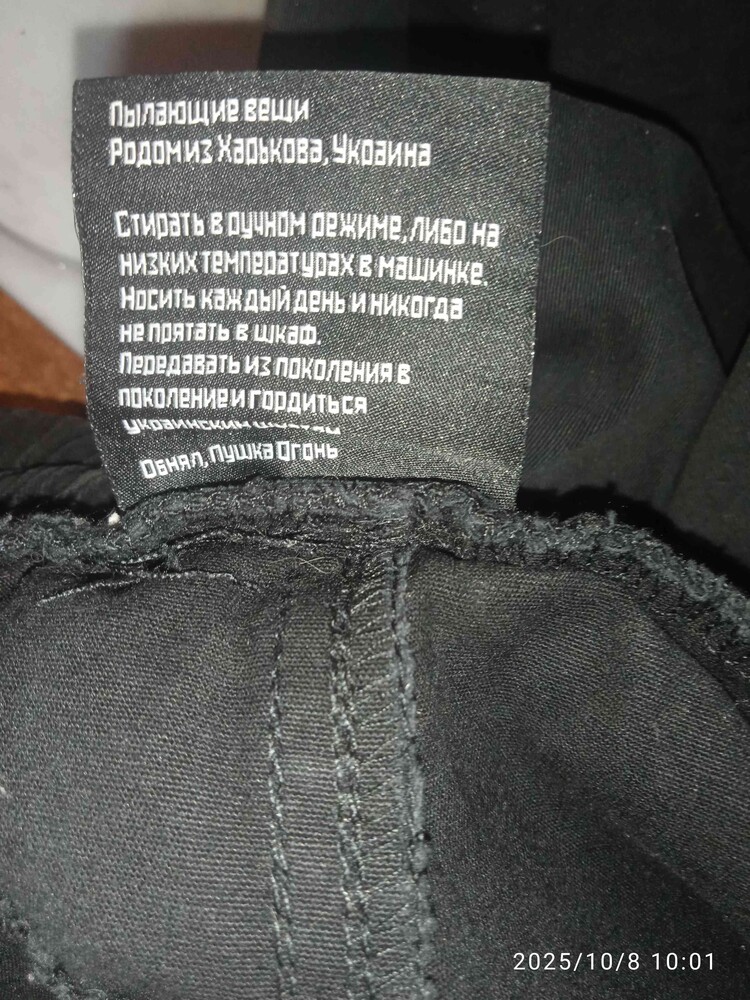 Пылающие вещи
Родом из Харькова, Украина
Стирать в ручном режиме, либо на
низких температурах в машинке.
Носить каждый день и никогда
не прятать в шкаф.
Передавать из поколения в
поколение и гордиться
украинским
Обнял, Пушка Огонь
2025/10/8 10:01